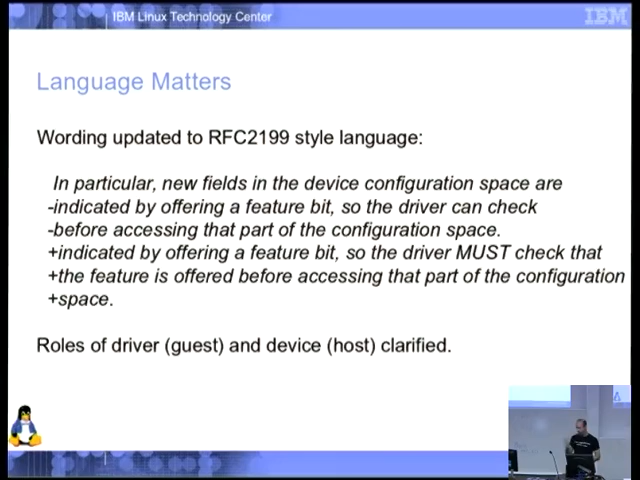 IBM Linux Technology Center
IBM
Language Matters
Wording updated to RFC2199 style language:
In particular, new fields in the device configuration space are
-indicated by offering a feature bit, so the driver can check
-before accessing that part of the configuration space.
+indicated by offering a feature bit, so the driver MUST check that
+the feature is offered before accessing that part of the configuration
+space.
Roles of driver (guest) and device (host) clarified.